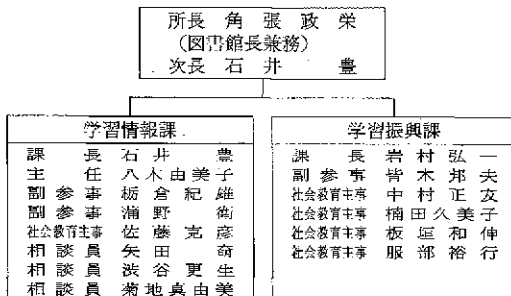 所長 角張政栄
(図書館長兼務)
次長 石井 豊
学習情報課
課長 石井 豊
主任 八木由美子
副参事 栃倉紀雄
副参事 浦野 衛
社会教育主事 佐藤克彦
相談員 矢田 奇
相談員 渋谷更生
相談員 菊地真由美
学習振興課
課長 岩村弘一
副参事 皆木邦夫
社会教育主事 中村正友
社会教育主事 楠田久美子
社会教育主事 板垣和伸
社会教育主事 服部裕行